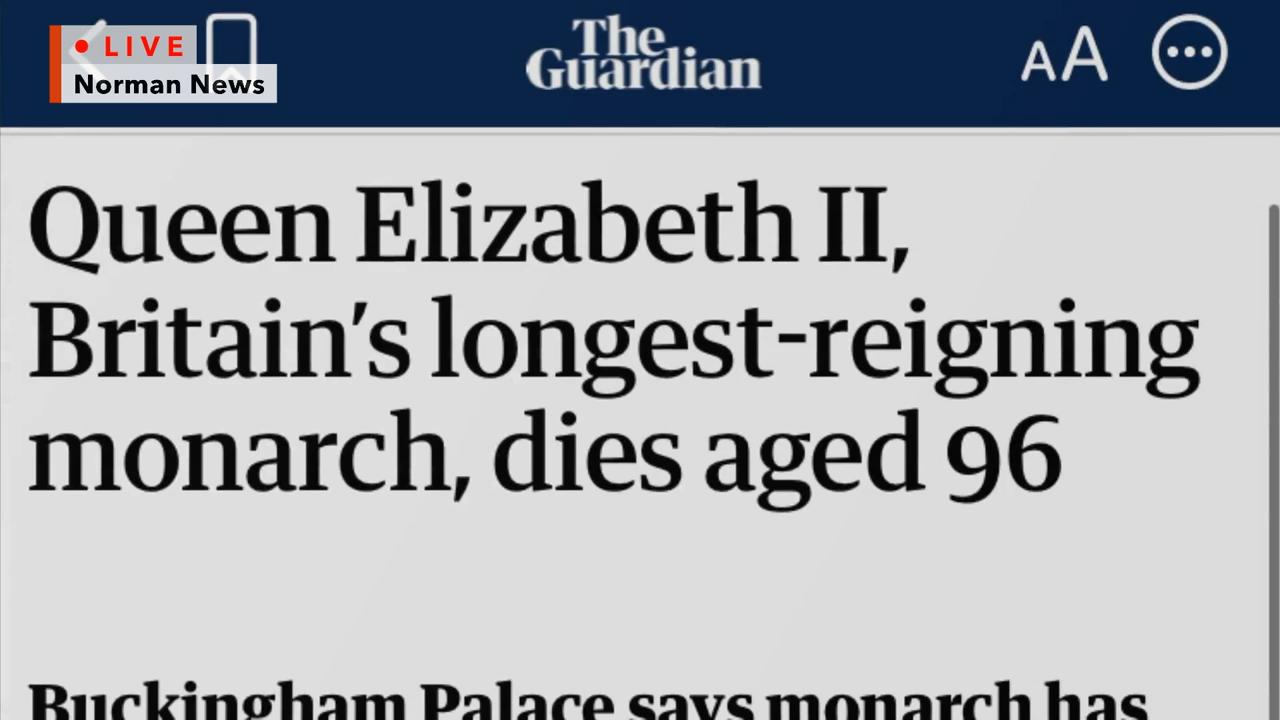 LIVE
Norman News
The
Guardian
AA
Queen Elizabeth II,
Britain’s longest-reigning
monarch, dies aged 96
Buckingham Palace says monarch has